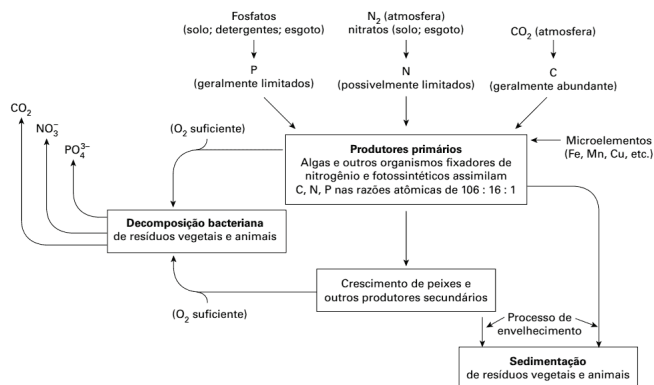 Fosfatos
(solo; detergentes; esgoto)
N₂ (atmosfera)
nitratos (solo; esgoto)
CO₂ (atmosfera)
P
(geralmente limitados)
N
(possivelmente limitados)
C
(geralmente abundante)
CO₂
NO₃⁻
PO₄³⁻
(O₂ suficiente)
Produtores primários
Algas e outros organismos fixadores de
nitrogênio e fotossintéticos assimilam
C, N, P nas razões atômicas de 106 : 16 : 1
Microelementos
(Fe, Mn, Cu, etc.)
Decomposição bacteriana
de resíduos vegetais e animais
Crescimento de peixes e
outros produtores secundários
(O₂ suficiente)
Processo de
envelhecimento
Sedimentação
de resíduos vegetais e animais